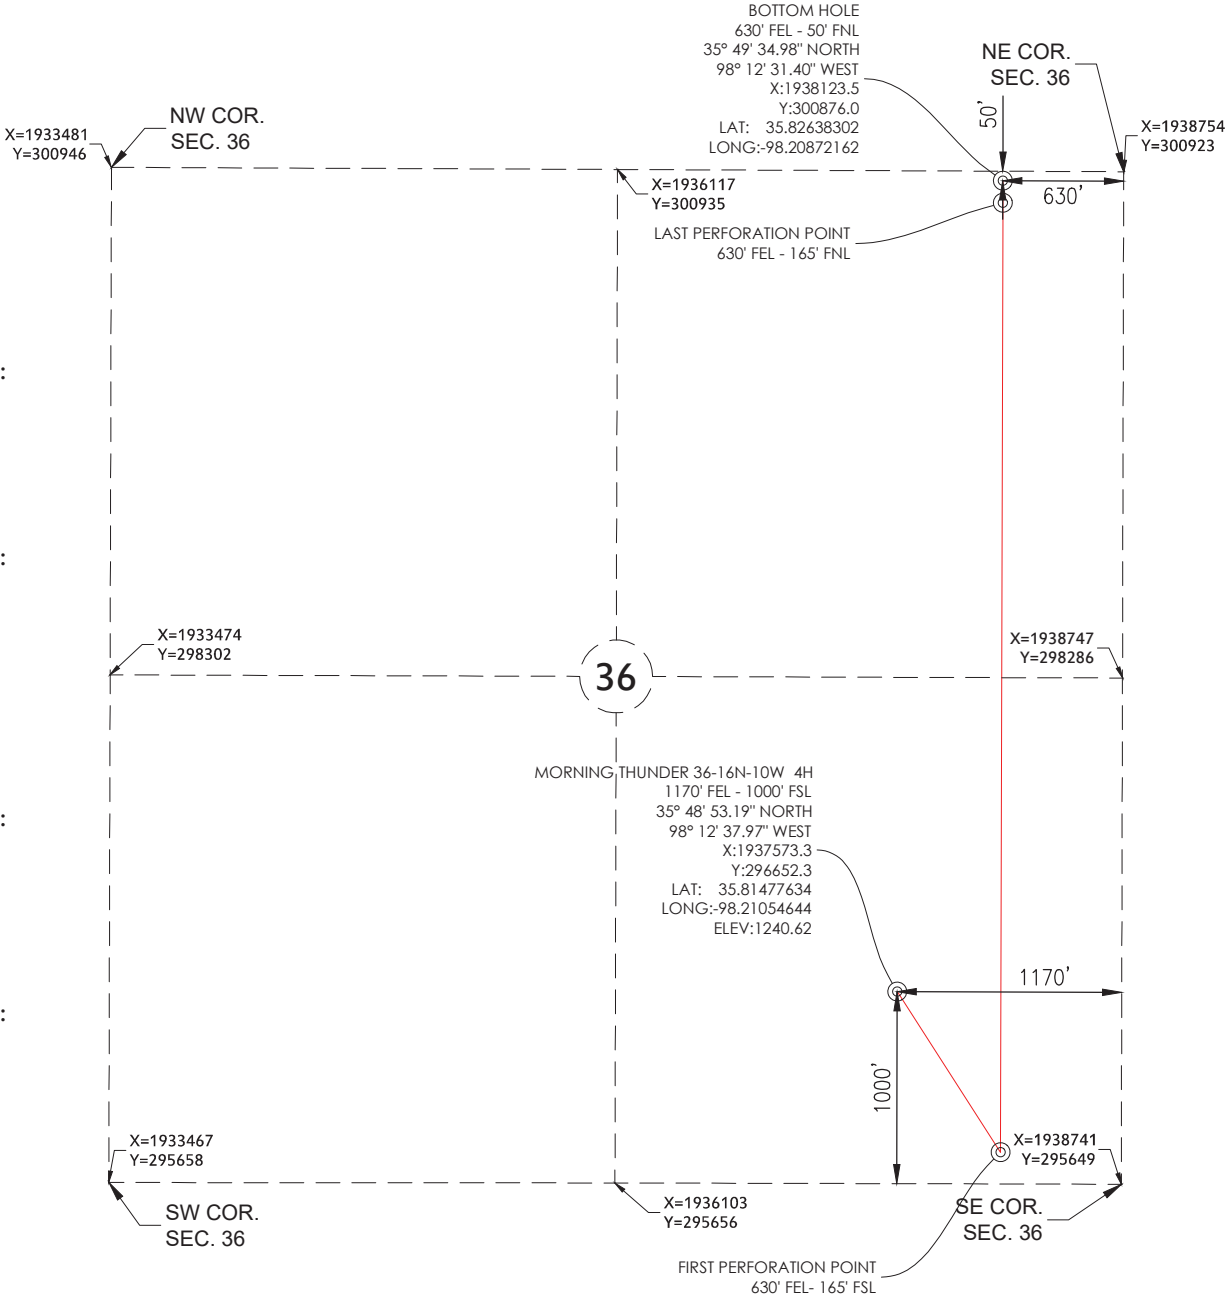 BOTTOM HOLE
630' FEL - 50' FNL
35° 49' 34.98" NORTH
98° 12' 31.40" WEST
X:1938123.5
Y:300876.0
LAT: 35.82638302
LONG:-98.20872162
NE COR.
SEC. 36
50'
X=1938754
Y=300923
NW COR.
SEC. 36
X=1933481
Y=300946
X=1936117
Y=300935
630'
LAST PERFORATION POINT
630' FEL - 165' FNL
:
:
X=1933474
Y=298302
X=1938747
Y=298286
36
MORNING THUNDER 36-16N-10W 4H
1170' FEL - 1000' FSL
35° 48' 53.19" NORTH
98° 12' 37.97" WEST
X:1937573.3
Y:296652.3
LAT: 35.81477634
LONG:-98.21054644
ELEV:1240.62
:
1170'
:
1000'
X=1933467
Y=295658
X=1938741
Y=295649
SW COR.
SEC. 36
X=1936103
Y=295656
SE COR.
SEC. 36
FIRST PERFORATION POINT
630' FEL- 165' FSL